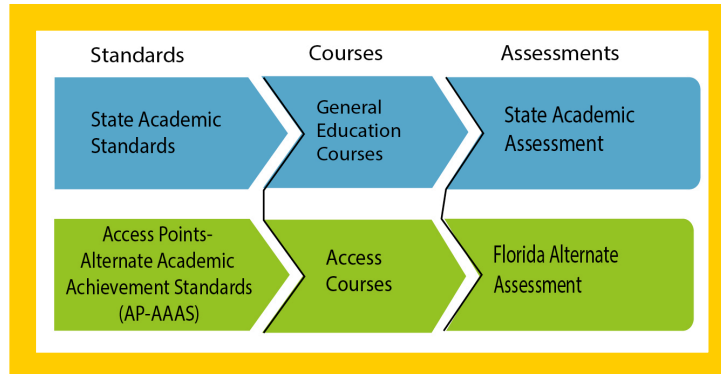 Standards
Courses
Assessments
State Academic
Standards
General
Education
Courses
State Academic
Assessment
Access Points-
Alternate Academic
Achievement Standards
(AP-AAAS)
Access
Courses
Florida Alternate
Assessment